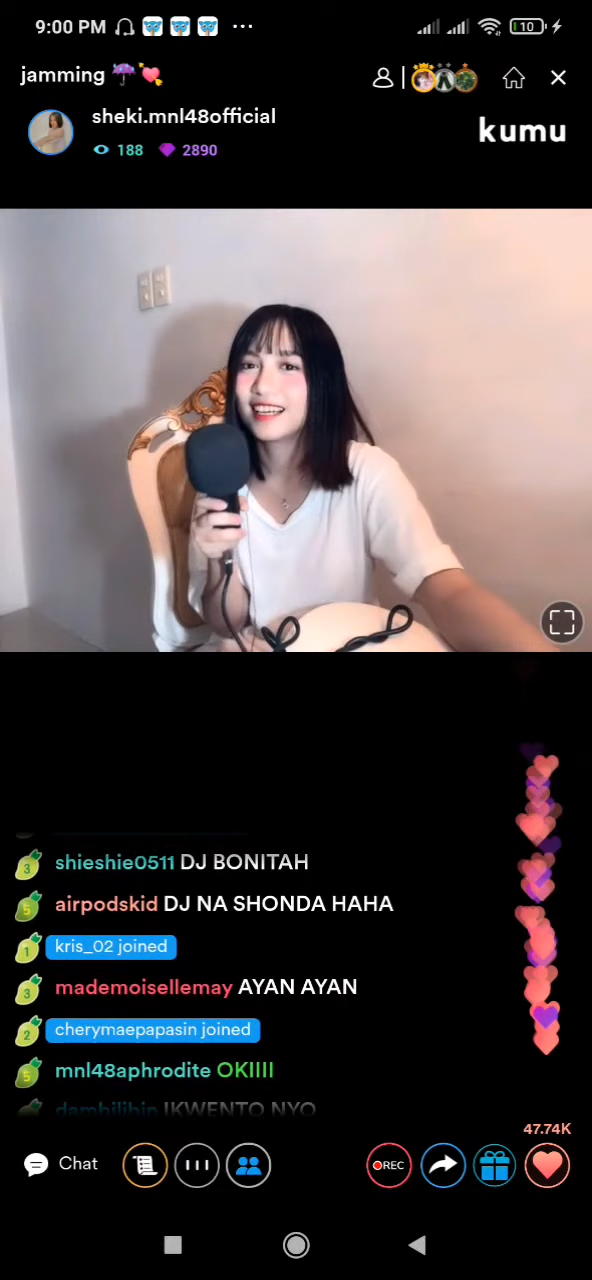 9:00 PM
10
jamming
sheki.mnl48official
188 2890
kumu
shieshie0511 DJ BONITAH
airpodskid DJ NA SHONDA HAHA
kris_02 joined
mademoisellemay AYAN AYAN
cherymaepapasin joined
mnl48aphrodite OKIIII
damhilihin IKWENTO NYO
47.74K
Chat
REC